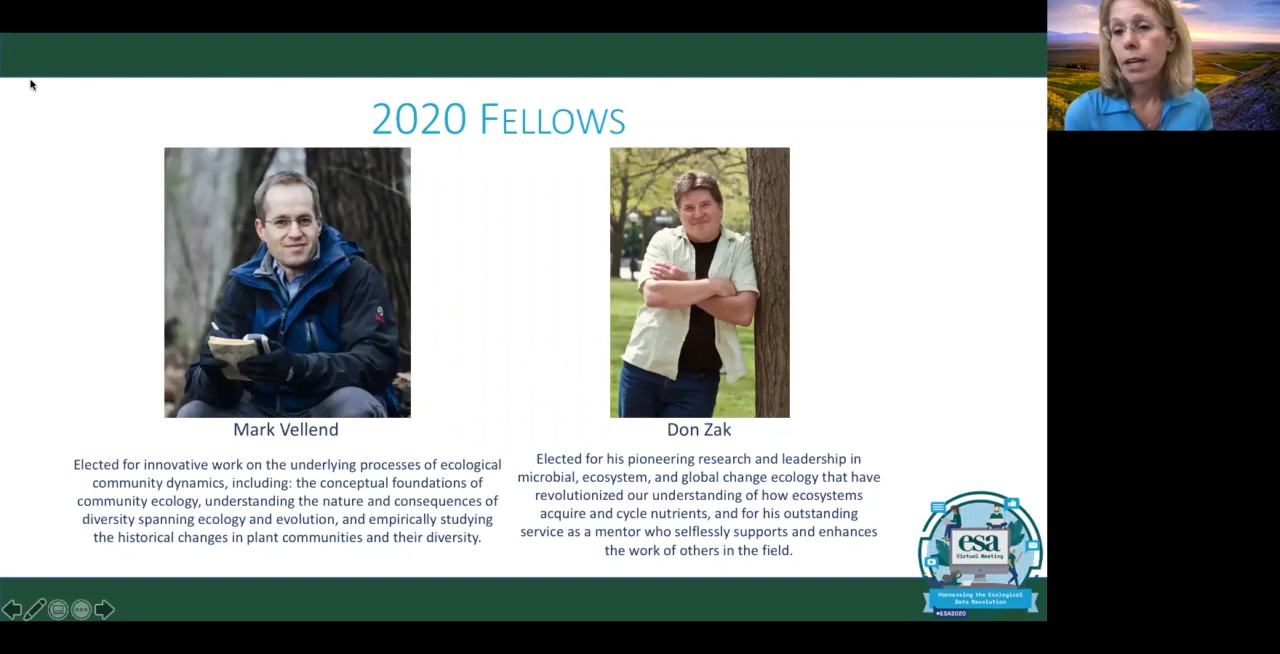 2020 FELLOWS
Mark Vellend
Elected for innovative work on the underlying processes of ecological
community dynamics, including: the conceptual foundations of
community ecology, understanding the nature and consequences of
diversity spanning ecology and evolution, and empirically studying
the historical changes in plant communities and their diversity.
Don Zak
Elected for his pioneering research and leadership in
microbial, ecosystem, and global change ecology that have
revolutionized our understanding of how ecosystems
acquire and cycle nutrients, and for his outstanding
service as a mentor who selflessly supports and enhances
the work of others in the field.
esa
Virtual Meeting
Harnessing the Ecological
Data Revolution
#ESA2020